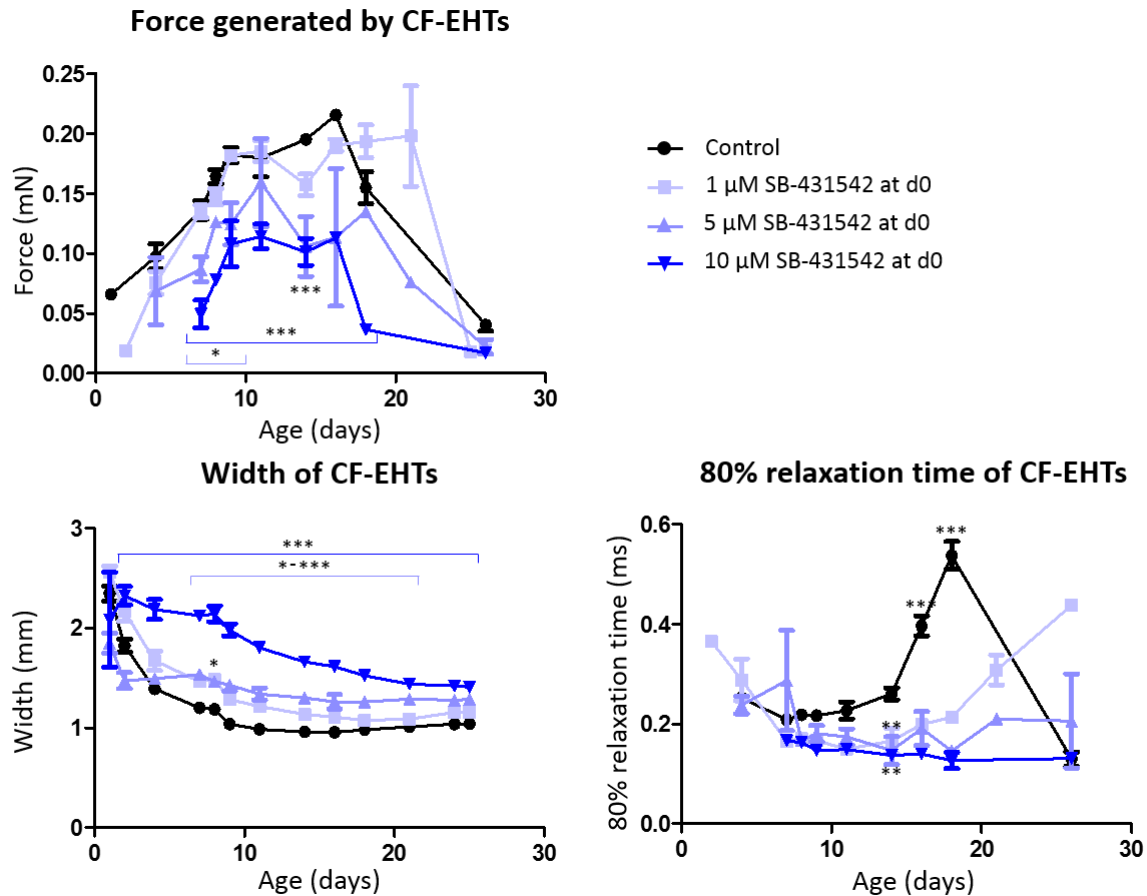 Force generated by CF-EHTs
0.25
0.20
0.15
0.10
0.05
0.00
Force (mN)
***
***
*
0
10
20
30
Age (days)
Control
1 µM SB-431542 at d0
5 µM SB-431542 at d0
10 µM SB-431542 at d0
Width of CF-EHTs
3
2
1
0
Width (mm)
***
*-***
*
0
10
20
30
Age (days)
80% relaxation time of CF-EHTs
0.6
0.4
0.2
0.0
80% relaxation time (ms)
***
***
**
**
0
10
20
30
Age (days)